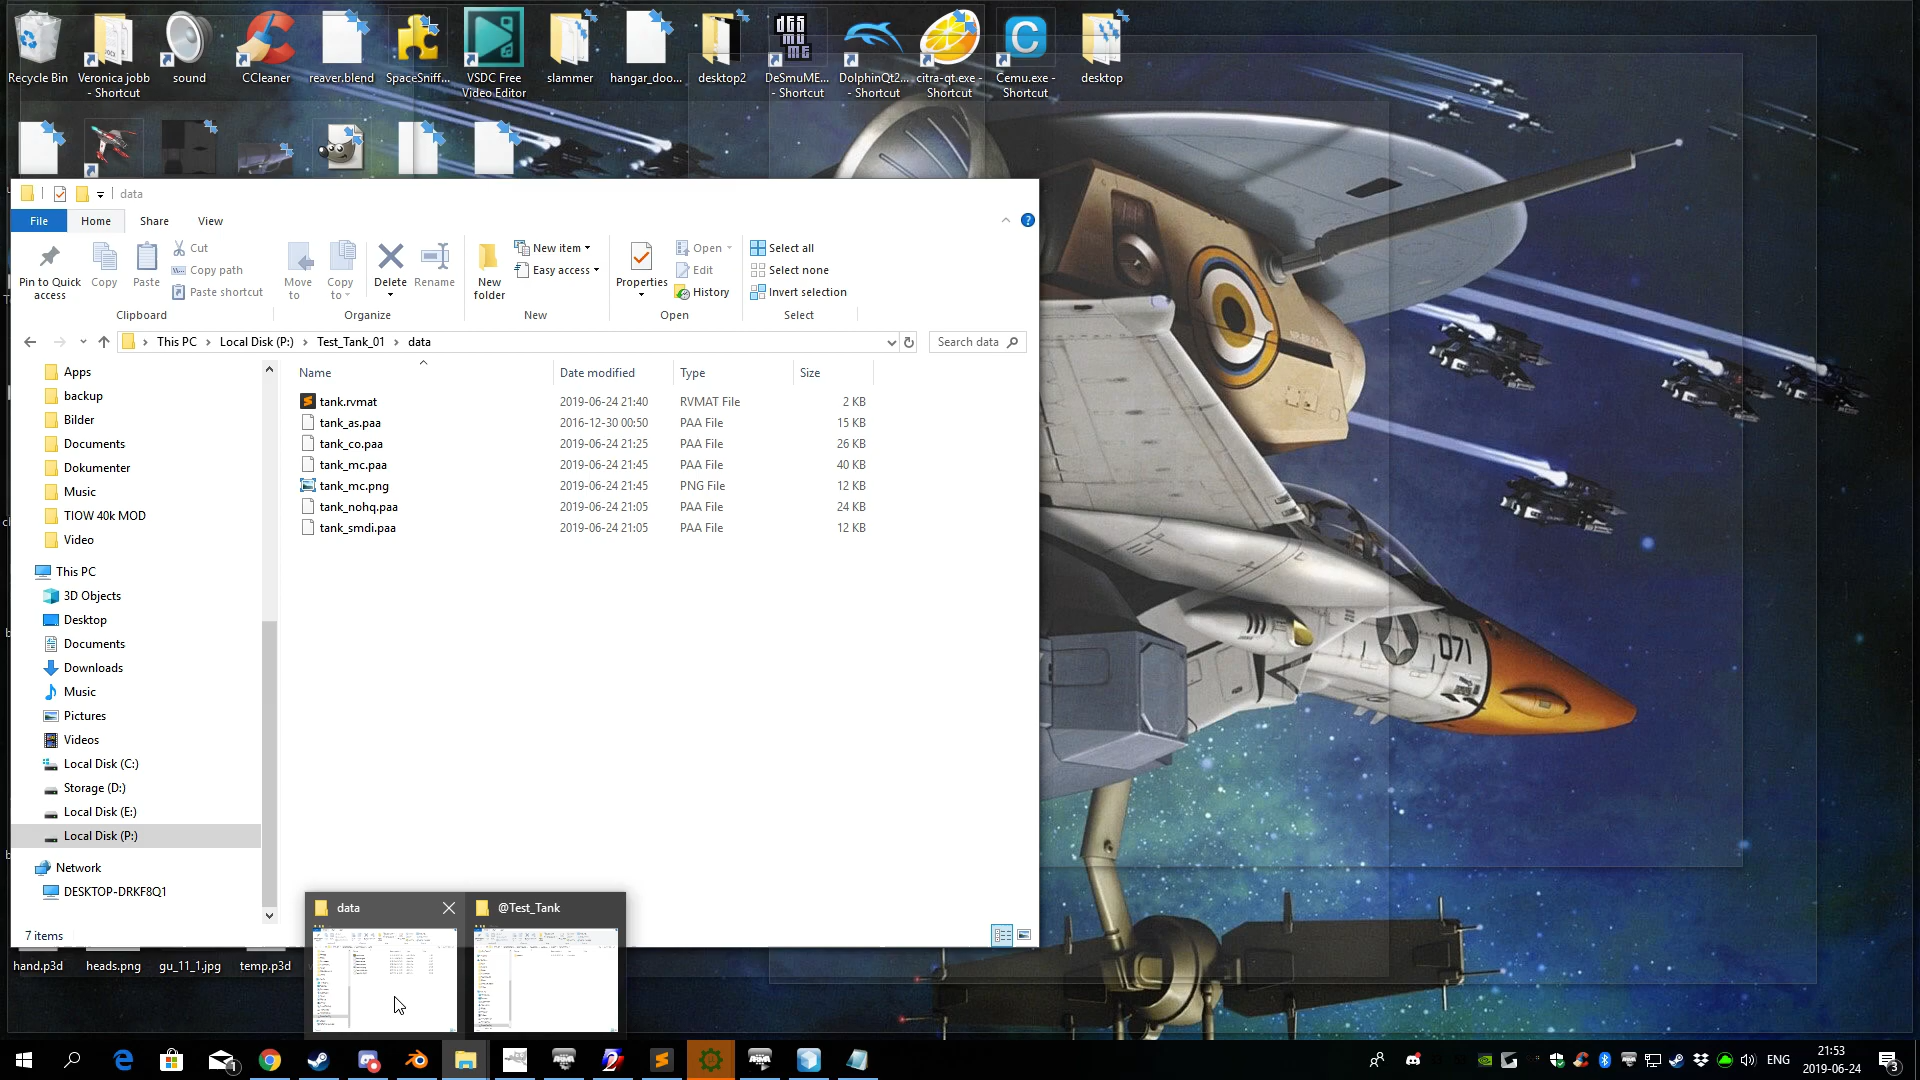 Recycle Bin
Veronica jobb - Shortcut
sound
CCleaner
reaver.blend
SpaceSniff...
VSDC Free Video Editor
slammer
hangar_doo...
desktop2
DeSmuME... - Shortcut
DolphinQt2... - Shortcut
citra-qt.exe - Shortcut
Cemu.exe - Shortcut
desktop
data
File
Home
Share
View
Pin to Quick access
Copy
Paste
Cut
Copy path
Paste shortcut
Move to
Copy to
Delete
Rename
New folder
New item
Easy access
Properties
Open
Edit
History
Select all
Select none
Invert selection
Clipboard
Organize
New
Open
Select
This PC
Local Disk (P:)
Test_Tank_01
data
Search data
Name
Date modified
Type
Size
tank.rvmat 2019-06-24 21:40 RVMAT File 2 KB
tank_as.paa 2016-12-30 00:50 PAA File 15 KB
tank_co.paa 2019-06-24 21:25 PAA File 26 KB
tank_mc.paa 2019-06-24 21:45 PAA File 40 KB
tank_mc.png 2019-06-24 21:45 PNG File 12 KB
tank_nohq.paa 2019-06-24 21:05 PAA File 24 KB
tank_smdi.paa 2019-06-24 21:05 PAA File 12 KB
Apps
backup
Bilder
Documents
Dokumenter
Music
TIOW 40k MOD
Video
This PC
3D Objects
Desktop
Documents
Downloads
Music
Pictures
Videos
Local Disk (C:)
Storage (D:)
Local Disk (E:)
Local Disk (P:)
Network
DESKTOP-DRKF8Q1
7 items
071
data
@Test_Tank
hand.p3d
heads.png
gu_11_1.jpg
temp.p3d
1
ENG
21:53
2019-06-24
3